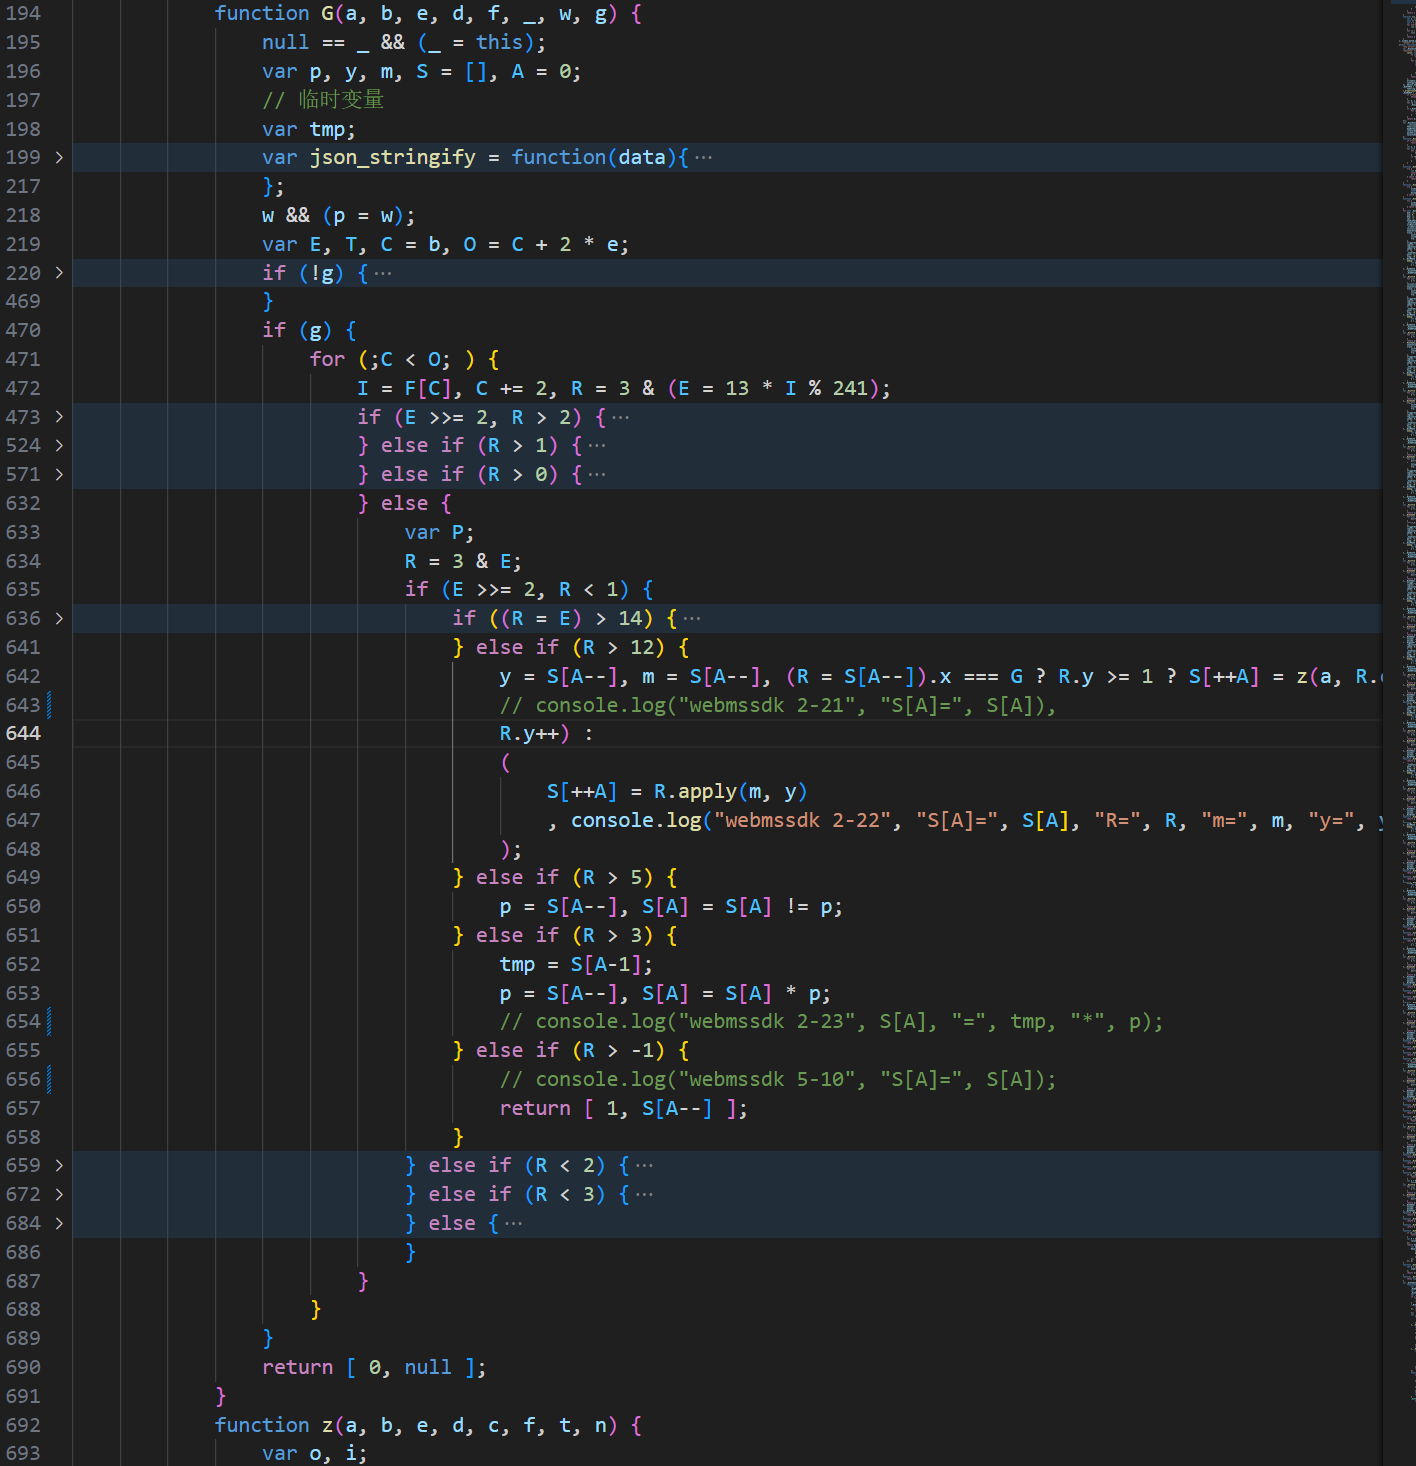 194 function G(a, b, e, d, f, _, w, g) {
195 null == _ && (_ = this);
196 var p, y, m, S = [], A = 0;
197 // 临时变量
198 var tmp;
199 > var json_stringify = function(data){ ···
217 };
218 w && (p = w);
219 var E, T, C = b, O = C + 2 * e;
220 > if (!g) { ···
469 }
470 if (g) {
471 for (;C < O; ) {
472 I = F[C], C += 2, R = 3 & (E = 13 * I % 241);
473 > if (E >>= 2, R > 2) { ···
524 > } else if (R > 1) { ···
571 > } else if (R > 0) { ···
632 } else {
633 var P;
634 R = 3 & E;
635 if (E >>= 2, R < 1) {
636 > if ((R = E) > 14) { ···
641 } else if (R > 12) {
642 y = S[A--], m = S[A--], (R = S[A--]).x === G ? R.y >= 1 ? S[++A] = z(a, R.
643 // console.log("webmssdk 2-21", "S[A]=", S[A]),
644 R.y++) :
645 (
646 S[++A] = R.apply(m, y)
647 , console.log("webmssdk 2-22", "S[A]=", S[A], "R=", R, "m=", m, "y=", y
648 );
649 } else if (R > 5) {
650 p = S[A--], S[A] = S[A] != p;
651 } else if (R > 3) {
652 tmp = S[A-1];
653 p = S[A--], S[A] = S[A] * p;
654 // console.log("webmssdk 2-23", S[A], "=", tmp, "*", p);
655 } else if (R > -1) {
656 // console.log("webmssdk 5-10", "S[A]=", S[A]);
657 return [ 1, S[A--] ];
658 }
659 > } else if (R < 2) { ···
672 > } else if (R < 3) { ···
684 > } else { ···
686 }
687 }
688 }
689 }
690 return [ 0, null ];
691 }
692 function z(a, b, e, d, c, f, t, n) {
693 var o, i;